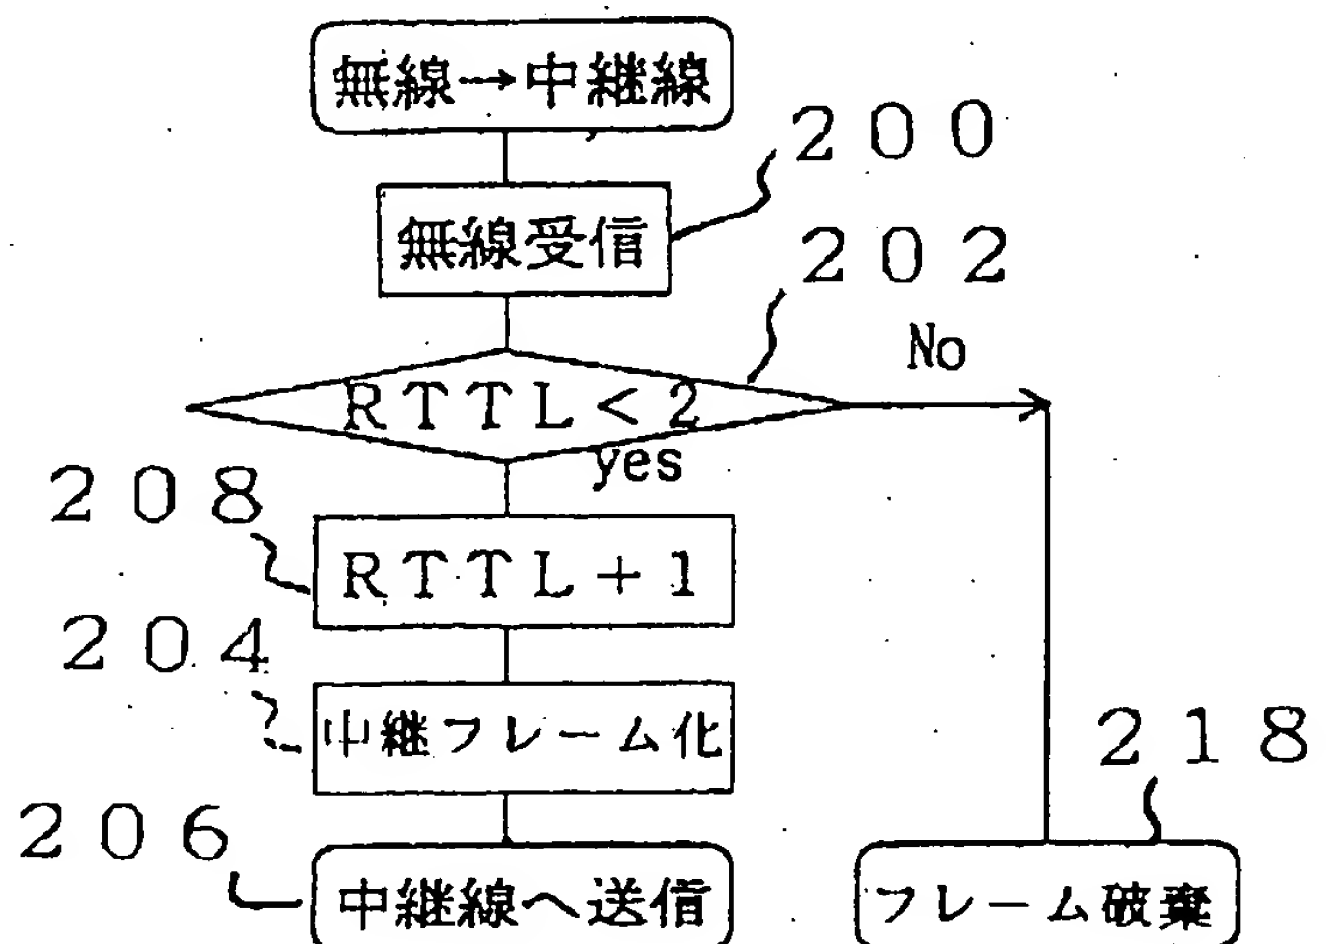 無線→中継線
200
無線受信
202
No
RTTL<2
yes
208
RTTL+1
204
中継フレーム化
218
206
中継線へ送信
フレーム破棄